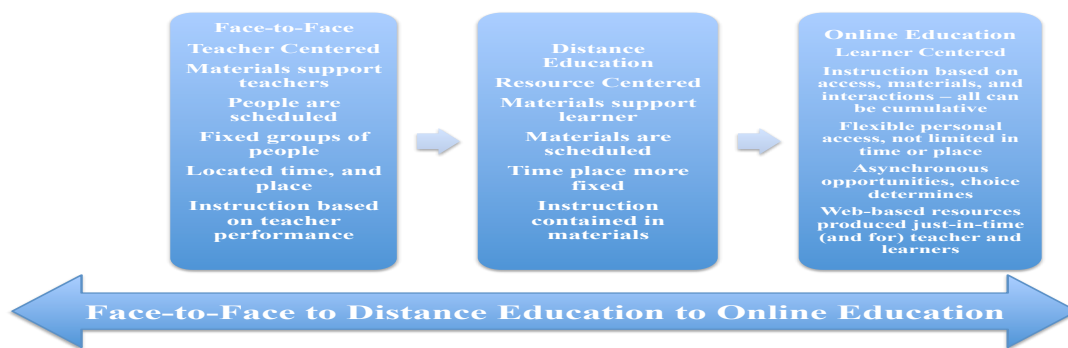 Face-to-Face
Teacher Centered
Materials support
teachers
People are
scheduled
Fixed groups of
people
Located time, and
place
Instruction based
on teacher
performance
Distance
Education
Resource Centered
Materials support
learner
Materials are
scheduled
Time place more
fixed
Instruction
contained in
materials
Online Education
Learner Centered
Instruction based on
access, materials, and
interactions – all can
be cumulative
Flexible personal
access, not limited in
time or place
Asynchronous
opportunities, choice
determines
Web-based resources
produced just-in-time
(and for) teacher and
learners
Face-to-Face to Distance Education to Online Education